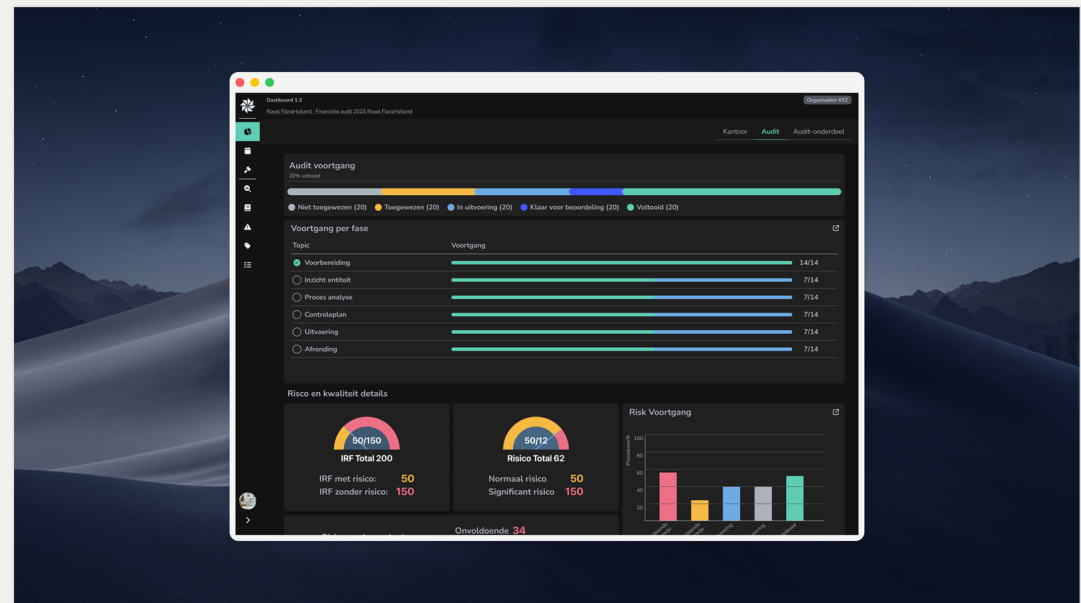 Dashboard 1.3
Organisation XYZ
Royal FloraHolland: Financiële audit 2025 Royal FloraHolland
Kantoor Audit Audit-onderdeel
Audit voortgang
20% voltooid
Niet toegewezen (20) Toegewezen (20) In uitvoering (20) Klaar voor beoordeling (20) Voltooid (20)
Voortgang per fase
Topic Voortgang
Voorbereiding 14/14
Inzicht entiteit 7/14
Proces analyse 7/14
Controleplan 7/14
Uitvoering 7/14
Afronding 7/14
Risco en kwaliteit details
50/150
IRF Total 200
IRF met risico: 50
IRF zonder risico: 150
50/12
Risico Total 62
Normaal risico 50
Significant risico 150
Risk Voortgang
100
80
60
40
20
Onvoldoende 34